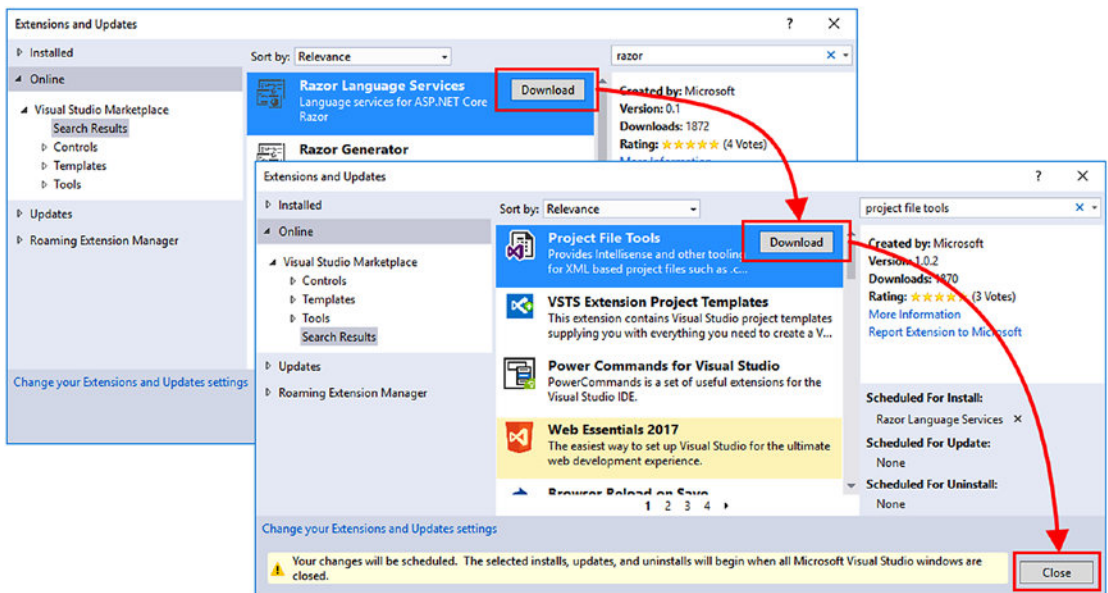 Extensions and Updates
? ×
Installed
Online
Visual Studio Marketplace
Search Results
Controls
Templates
Tools
Updates
Roaming Extension Manager
Change your Extensions and Updates settings
Sort by: Relevance
razor
Razor Language Services
Language services for ASP.NET Core
Razor
Download
Razor Generator
Created by: Microsoft
Version: 0.1
Downloads: 1872
Rating: (4 Votes)
More Information
Extensions and Updates
? ×
Installed
Online
Visual Studio Marketplace
Controls
Templates
Tools
Search Results
Updates
Roaming Extension Manager
Sort by: Relevance
project file tools
Project File Tools
Provides Intellisense and other tooling
for XML based project files such as .c...
Download
VSTS Extension Project Templates
This extension contains Visual Studio project templates
supplying you with everything you need to create a V...
Power Commands for Visual Studio
PowerCommands is a set of useful extensions for the
Visual Studio IDE.
Web Essentials 2017
The easiest way to set up Visual Studio for the ultimate
web development experience.
Browser Reload on Save
1 2 3 4
Created by: Microsoft
Version: 1.0.2
Downloads: 1870
Rating: (3 Votes)
More Information
Report Extension to Microsoft
Scheduled For Install:
Razor Language Services ×
Scheduled For Update:
None
Scheduled For Uninstall:
None
Change your Extensions and Updates settings
Your changes will be scheduled. The selected installs, updates, and uninstalls will begin when all Microsoft Visual Studio windows are
closed.
Close